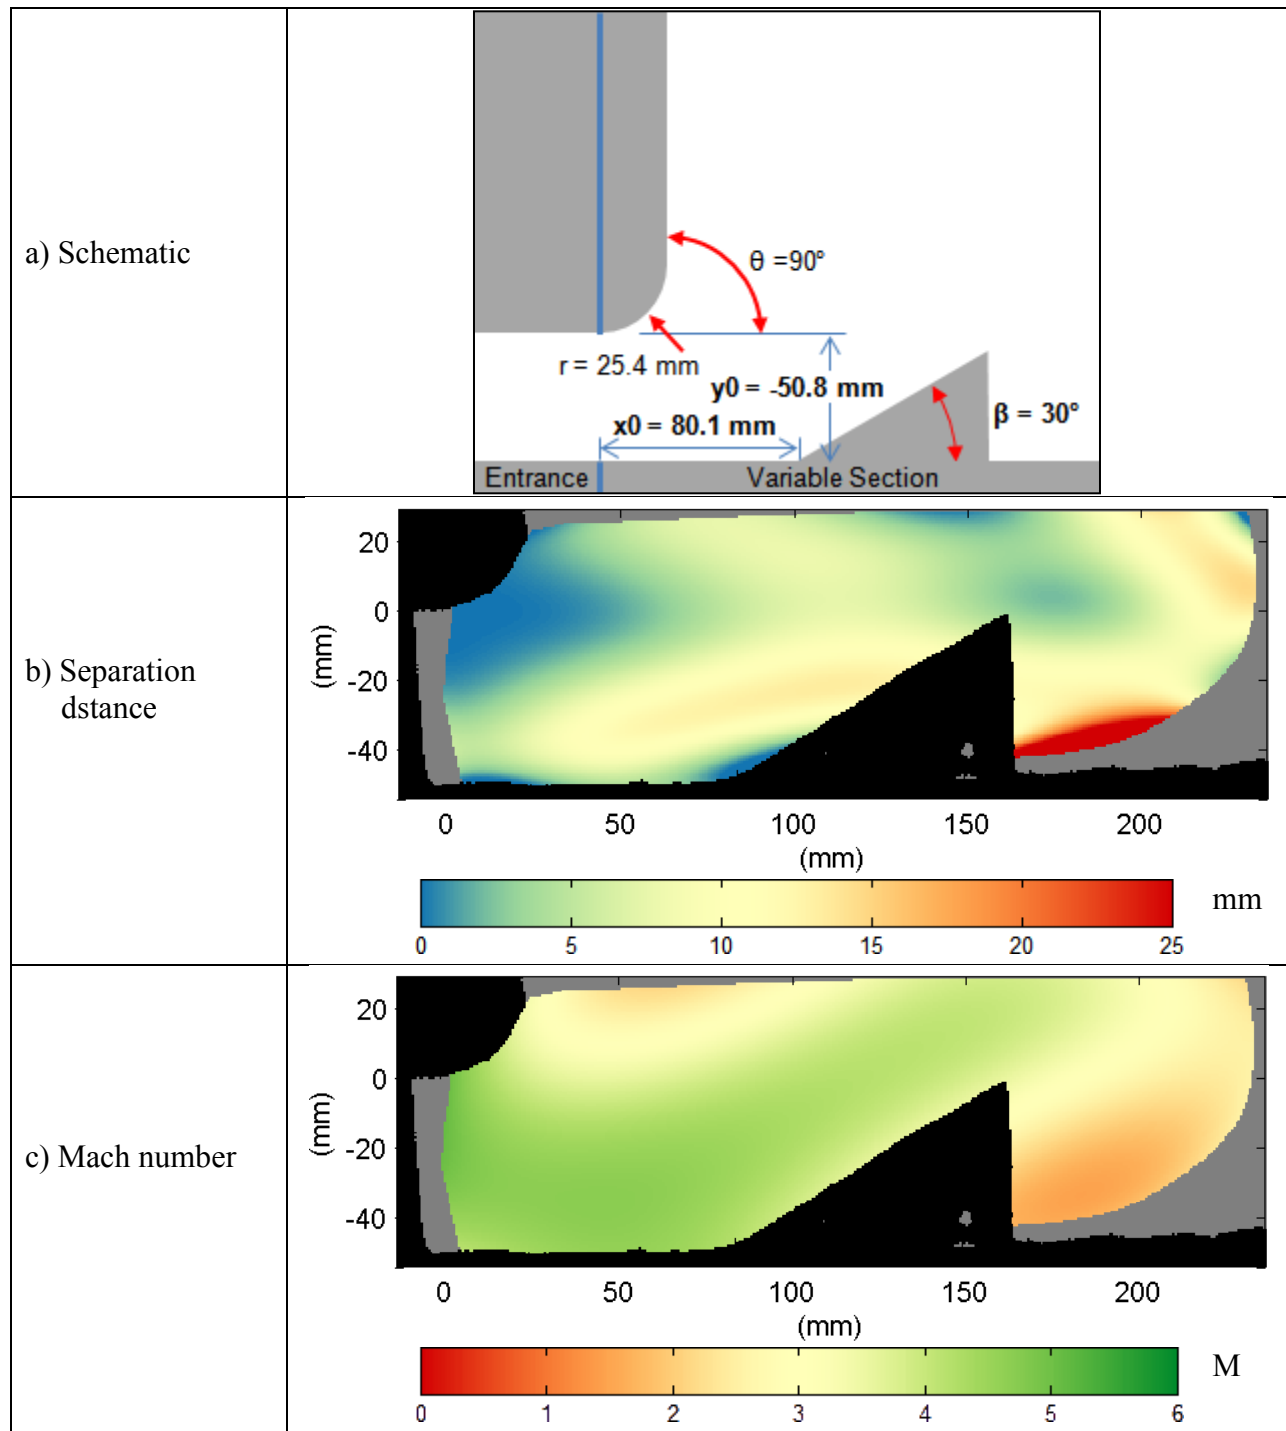 a) Schematic
θ =90°
r = 25.4 mm
y0 = -50.8 mm
β = 30°
x0 = 80.1 mm
Entrance
Variable Section
b) Separation
dstance
(mm)
20
0
-20
-40
0 50 100 150 200
(mm)
0 5 10 15 20 25
mm
c) Mach number
(mm)
20
0
-20
-40
0 50 100 150 200
(mm)
0 1 2 3 4 5 6
M